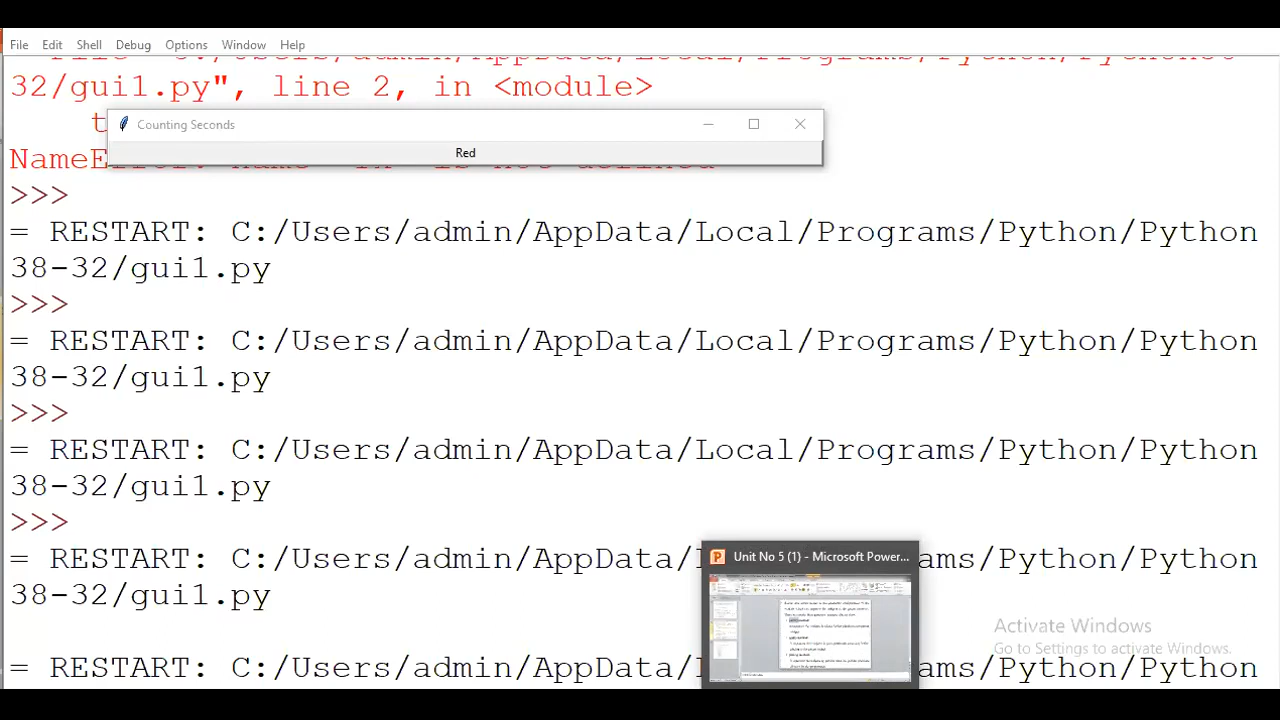 File Edit Shell Debug Options Window Help
32/gui1.py", line 2, in <module>
t
Counting Seconds
Red
NameE
>>>
= RESTART: C:/Users/admin/AppData/Local/Programs/Python/Python
38-32/gui1.py
>>>
= RESTART: C:/Users/admin/AppData/Local/Programs/Python/Python
38-32/gui1.py
>>>
= RESTART: C:/Users/admin/AppData/Local/Programs/Python/Python
38-32/gui1.py
>>>
= RESTART: C:/Users/admin/AppData/ ams/Python/Python
38-32/gui1.py
Unit No 5 (1) - Microsoft Power...
Activate Windows
Go to Settings to activate Windows.
= RESTART: C:/Users/admin/AppData/ ams/Python/Python